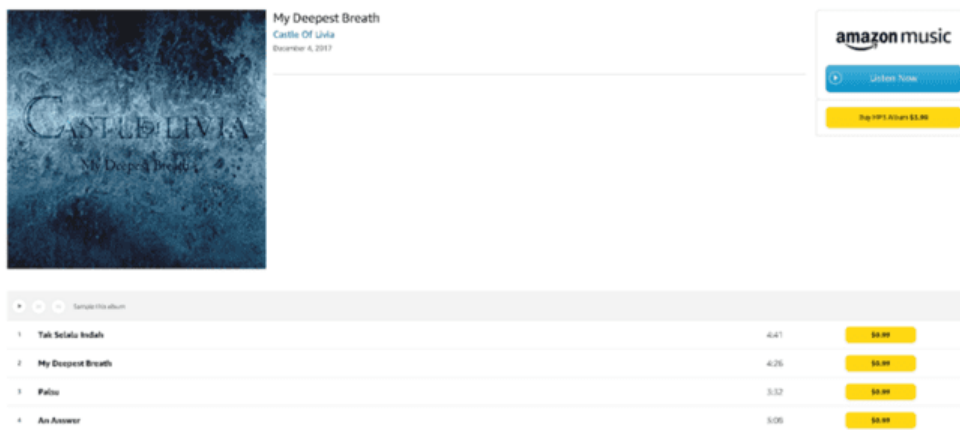 My Deepest Breath
Castle Of Livia
December 4, 2017
amazon music
Listen Now
Buy MP3 Album $3.96
CASTLE OF LIVIA
My Deepest Breath
Sample this album
1 Tak Selalu Indah 4:41 $0.99
2 My Deepest Breath 4:26 $0.99
3 Palsu 3:32 $0.99
4 An Answer 5:06 $0.99